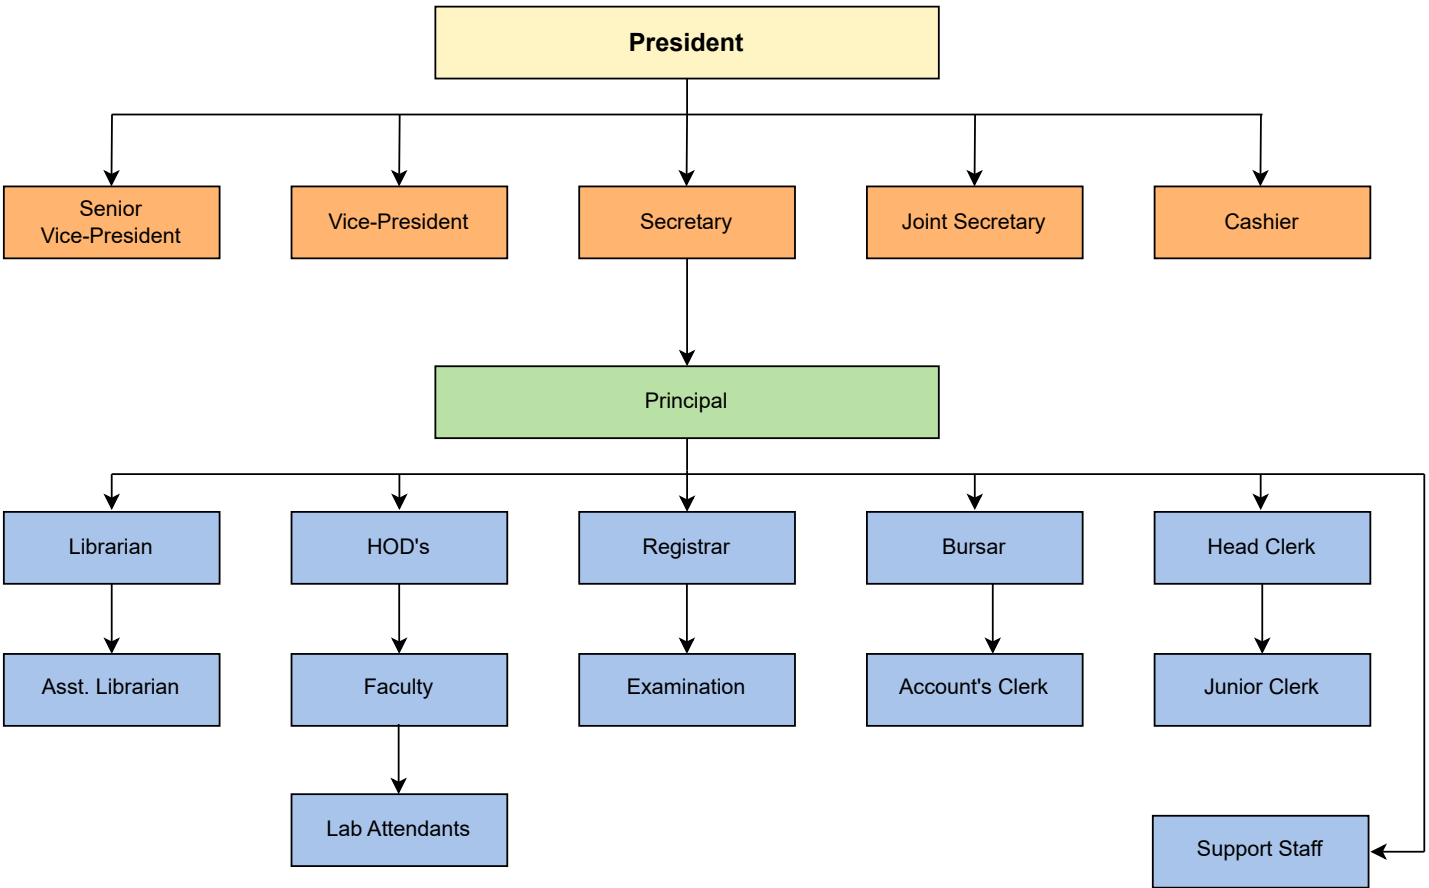 President
Senior
Vice-President
Vice-President
Secretary
Joint Secretary
Cashier
Principal
Librarian
HOD's
Registrar
Bursar
Head Clerk
Asst. Librarian
Faculty
Examination
Account's Clerk
Junior Clerk
Lab Attendants
Support Staff